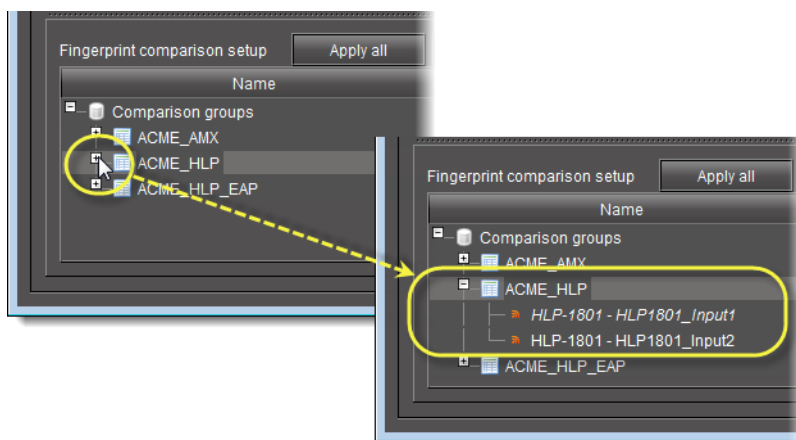 Fingerprint comparison setup Apply all
Name
Comparison groups
ACME_AMX
ACME_HLP
ACME_HLP_EAP
Fingerprint comparison setup Apply all
Name
Comparison groups
ACME_AMX
ACME_HLP
HLP-1801 - HLP1801_Input1
HLP-1801 - HLP1801_Input2
ACME_HLP_EAP